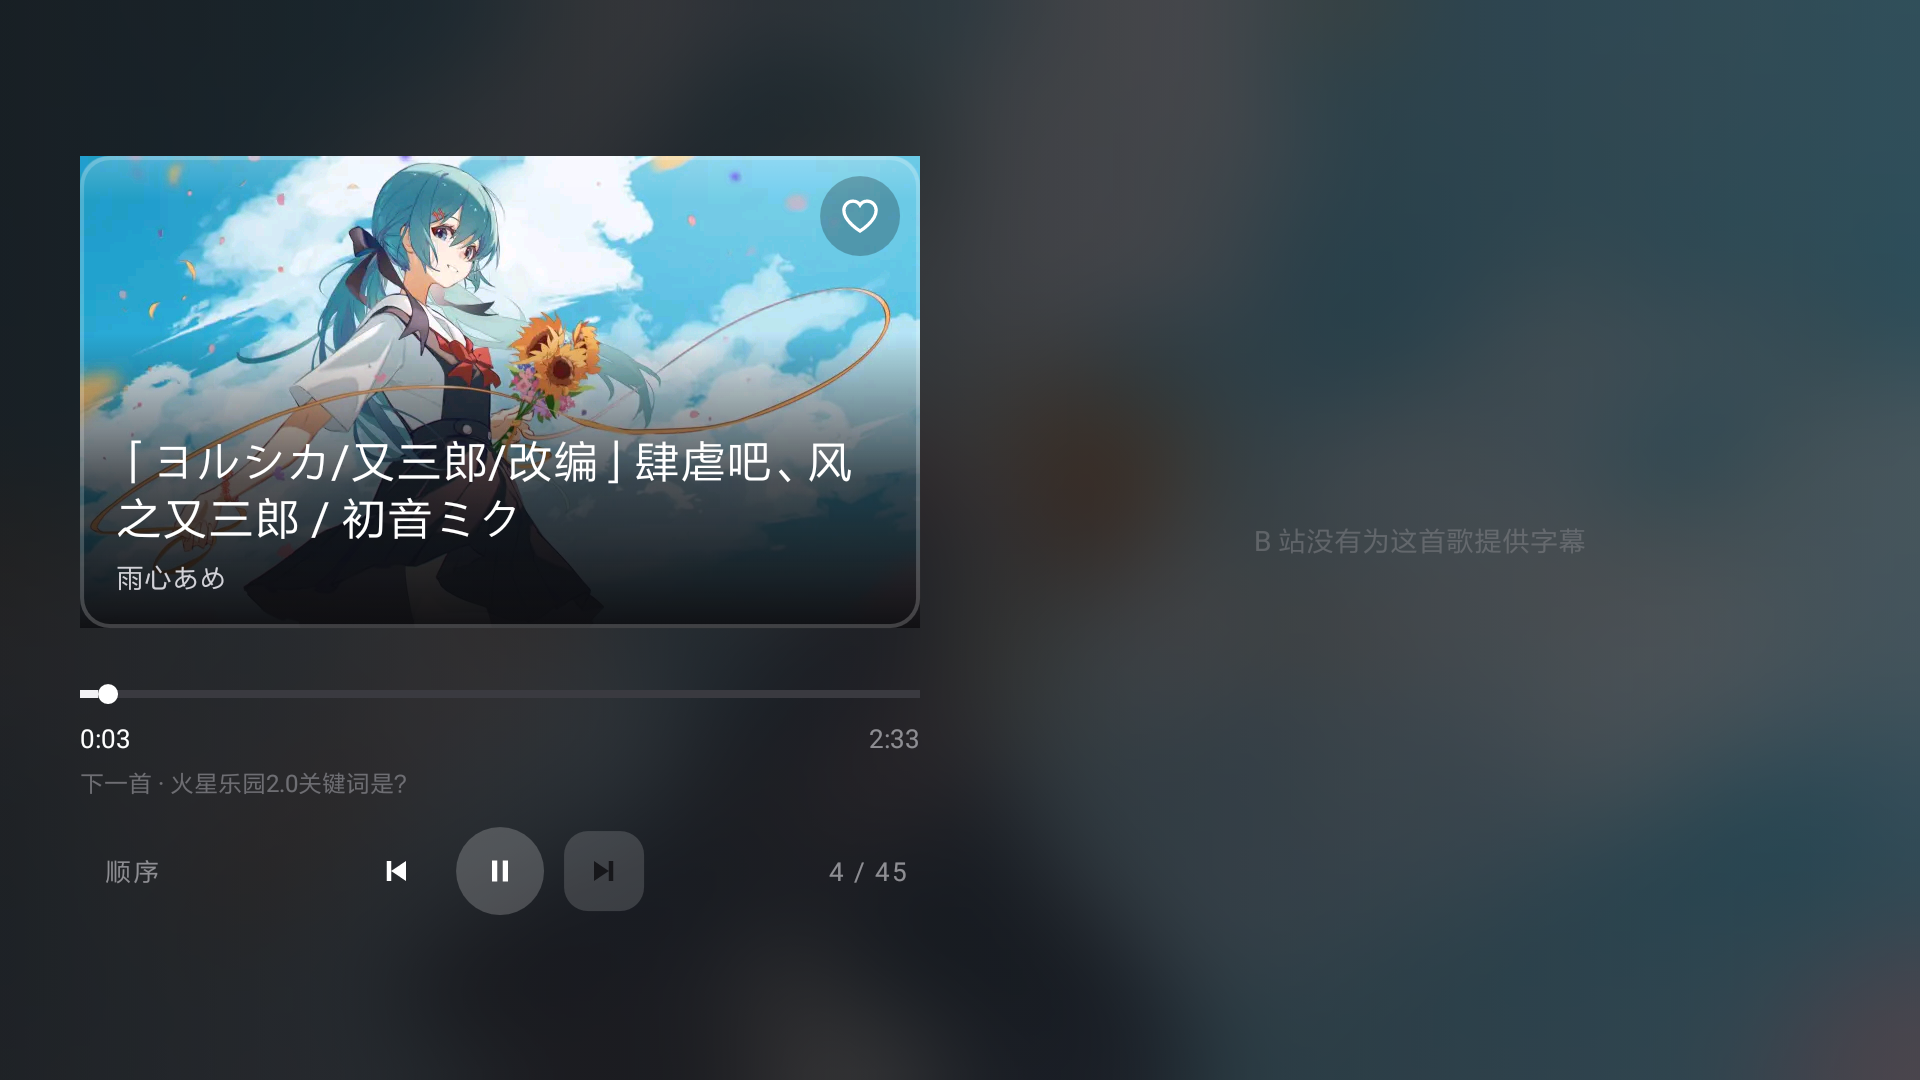 「ヨルシカ/又三郎/改编」肆虐吧、风
之又三郎 / 初音ミク
雨心あめ
0:03
2:33
下一首 · 火星乐园2.0关键词是?
顺序
4 / 45
B 站没有为这首歌提供字幕